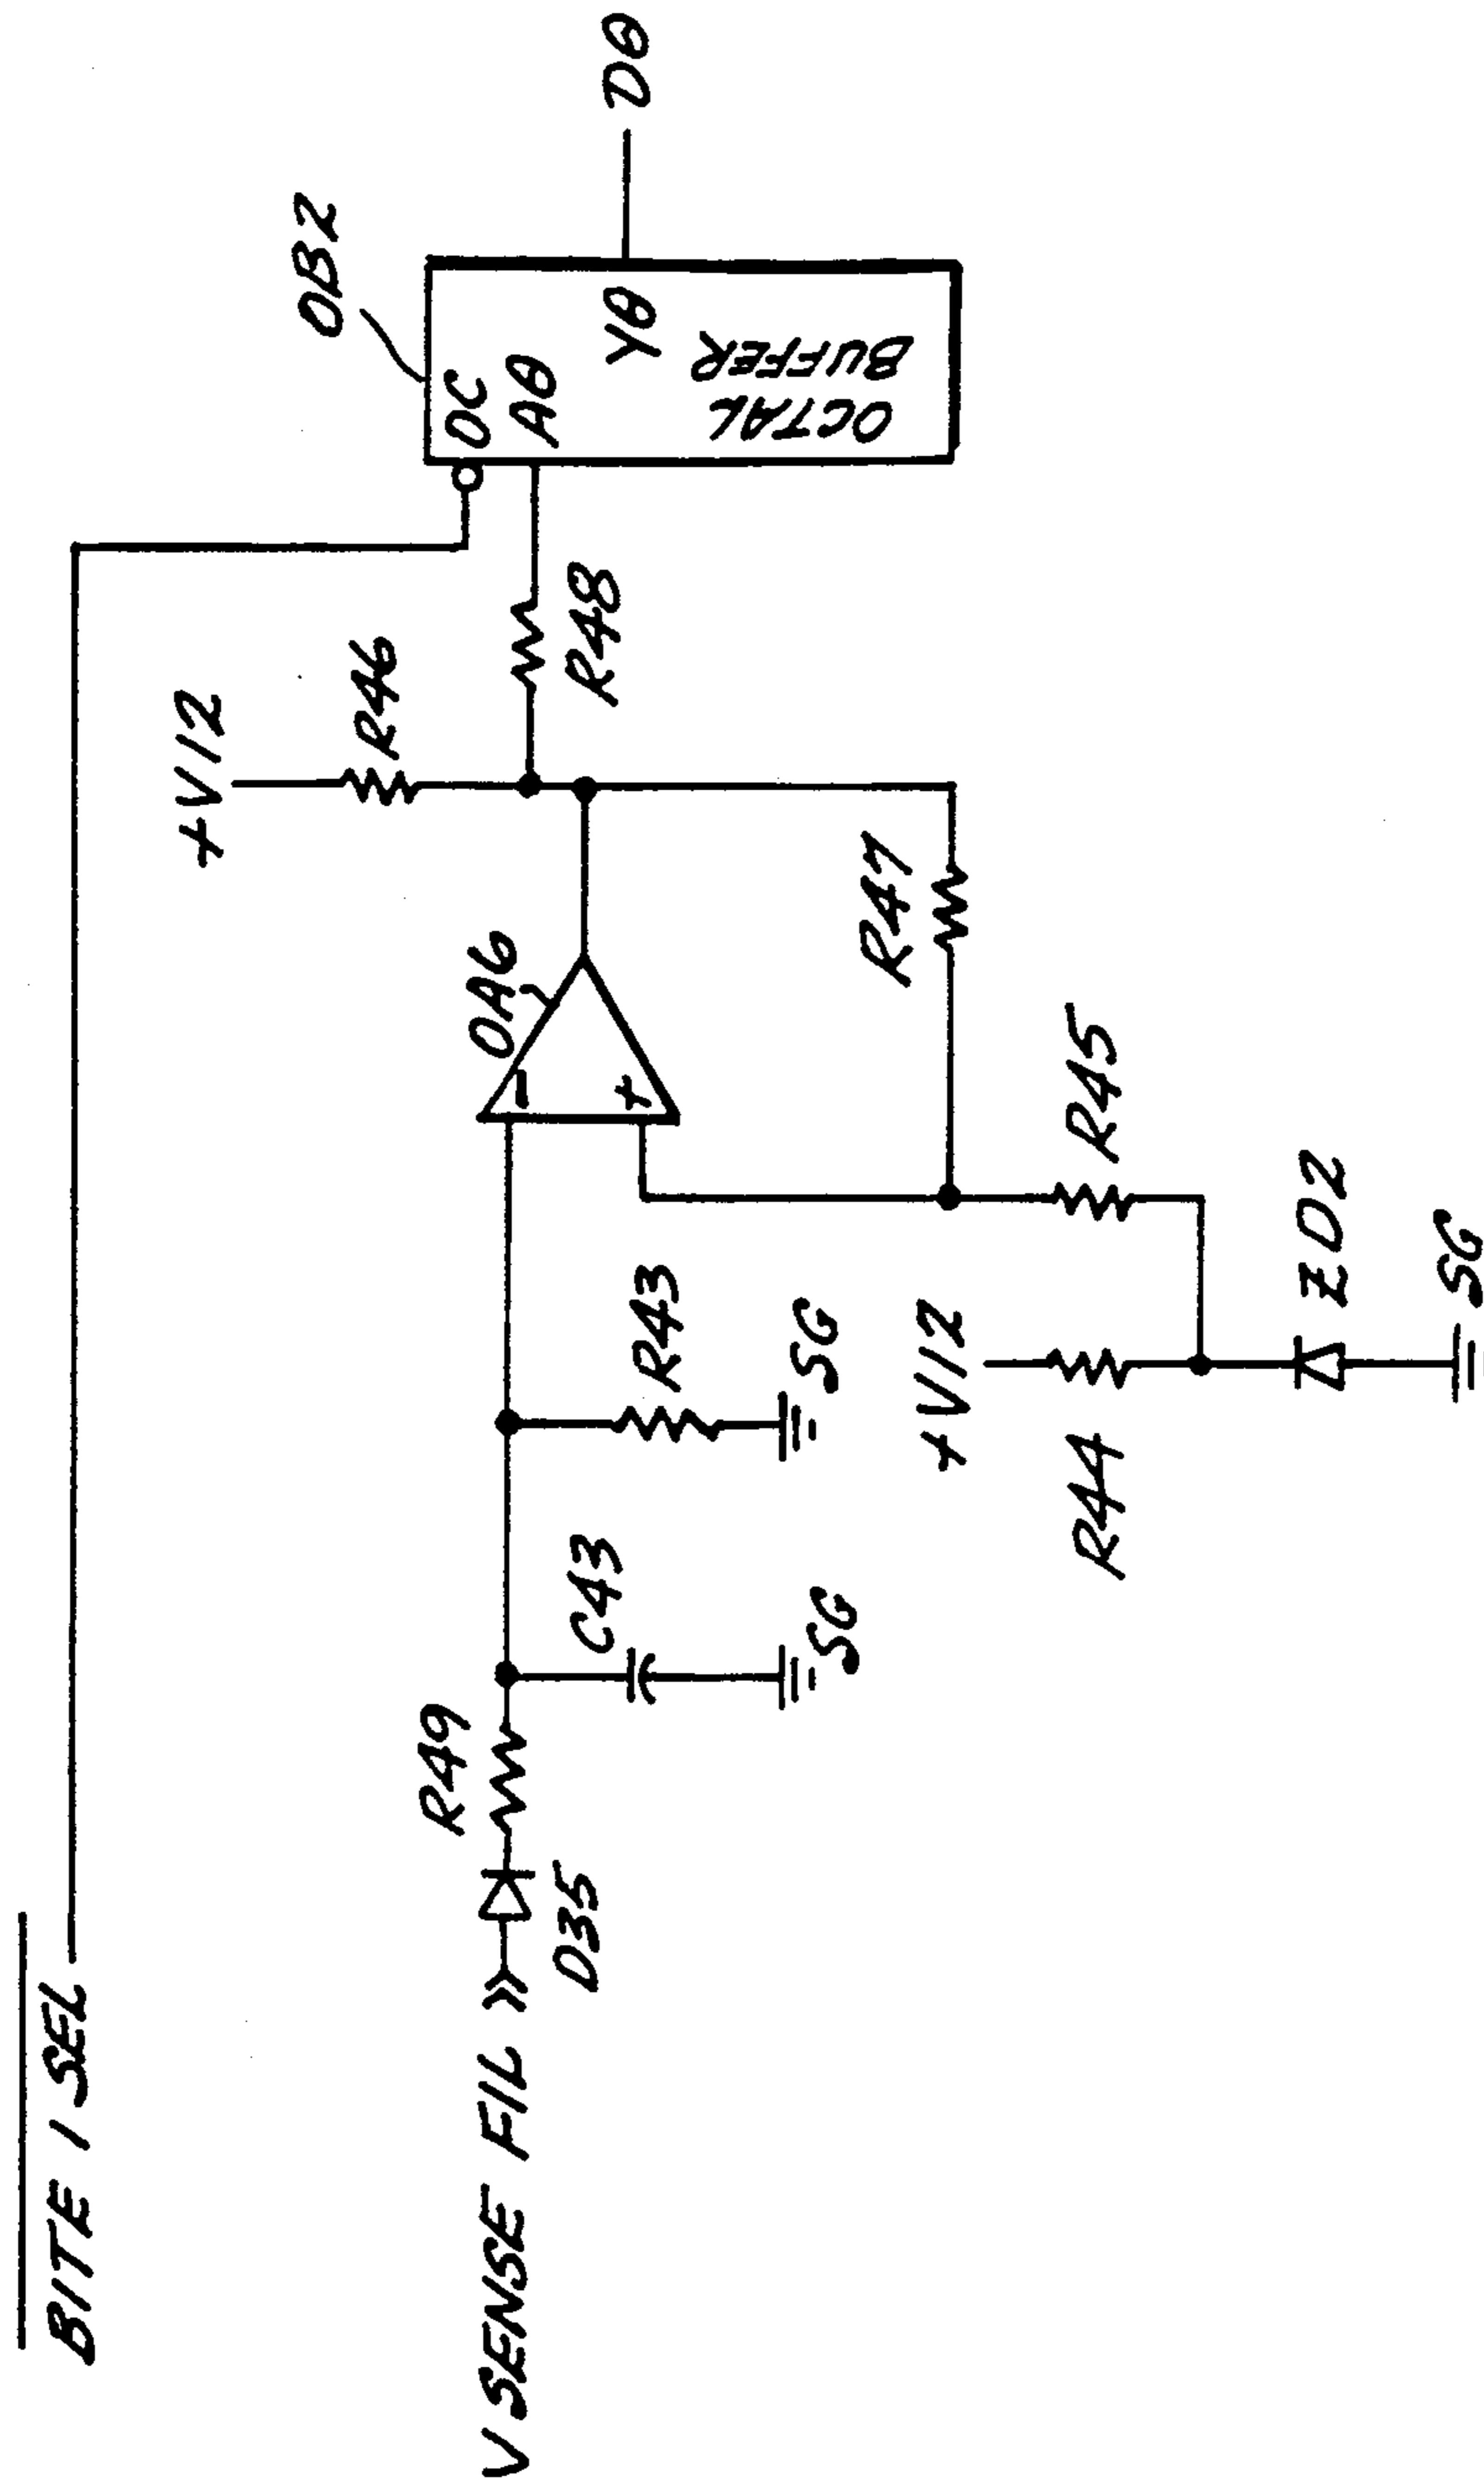 BITE 1 SEL
V SENSE FIL
D35
R49
C43
SG
R43
SG
OA6
-
+
+V12
R46
R48
R47
R45
+V12
R44
ZD2
SG
OB2
OC
A0
Y0
OCTAL
BUFFER
D0